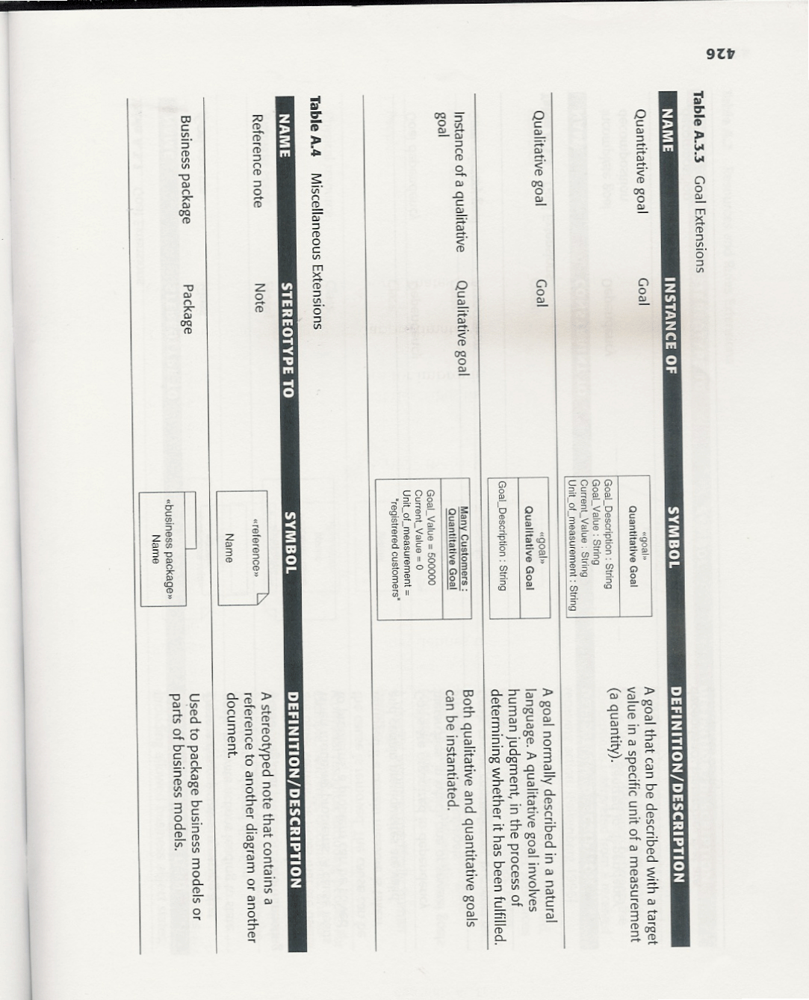 426
Table A.3.3 Goal Extensions
NAME INSTANCE OF SYMBOL DEFINITION/DESCRIPTION
Quantitative goal Goal
«goal»
Quantitative Goal
Goal_Description : String
Goal_Value : String
Current_Value : String
Unit_of_measurement : String
A goal that can be described with a target
value in a specific unit of a measurement
(a quantity).
Qualitative goal Goal
«goal»
Qualitative Goal
Goal_Description : String
A goal normally described in a natural
language. A qualitative goal involves
human judgment, in the process of
determining whether it has been fulfilled.
Instance of a qualitative
goal
Qualitative goal
Many Customers :
Quantitative Goal
Goal_Value = 500000
Current_Value = 0
Unit_of_measurement =
"registrered customers"
Both qualitative and quantitative goals
can be instantiated.
Table A.4 Miscellaneous Extensions
NAME STEREOTYPE TO SYMBOL DEFINITION/DESCRIPTION
Reference note Note
«reference»
Name
A stereotyped note that contains a
reference to another diagram or another
document.
Business package Package
«business package»
Name
Used to package business models or
parts of business models.